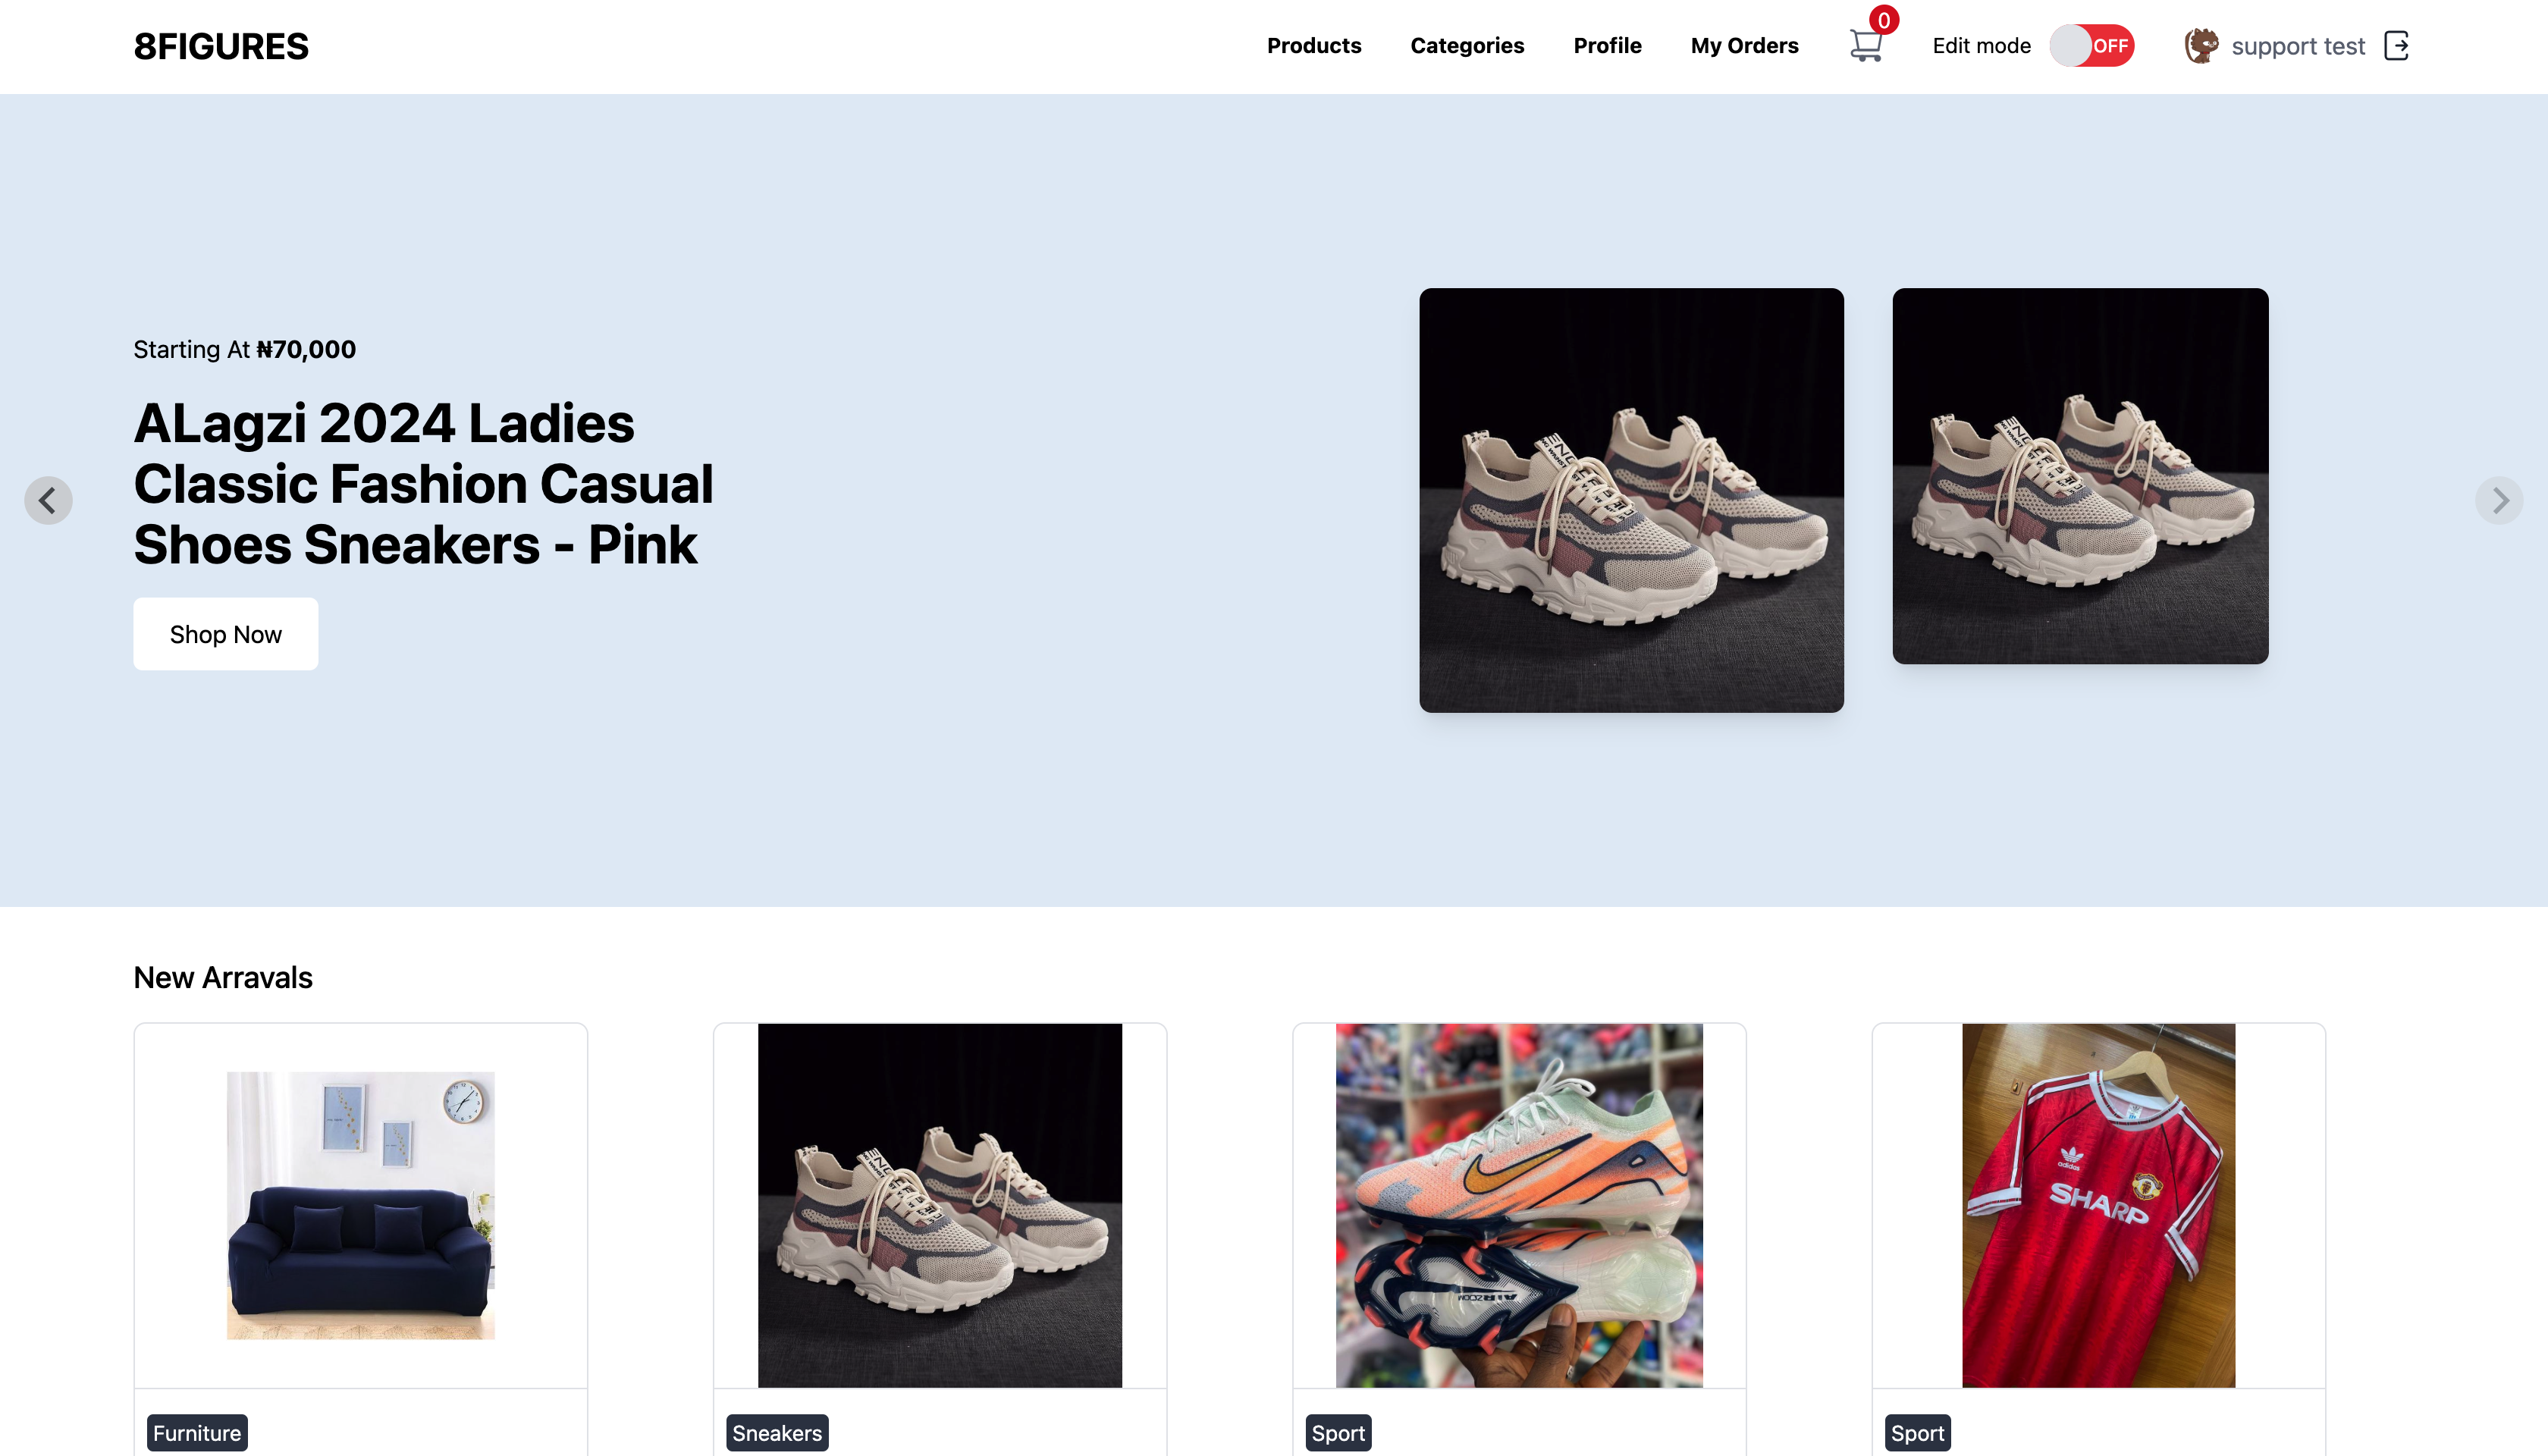 8FIGURES
Products
Categories
Profile
My Orders
0
Edit mode
OFF
support test
Starting At ₦70,000
ALagzi 2024 Ladies
Classic Fashion Casual
Shoes Sneakers - Pink
Shop Now
New Arravals
adidas
SHARP
Furniture
Sneakers
Sport
Sport